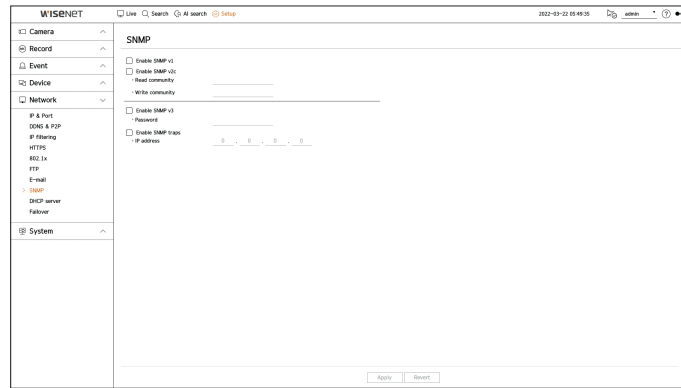 WISENET
Live Search AI search Setup
2022-03-22 05:49:35 admin ?
Camera
Record
Event
Device
Network
IP & Port
DDNS & P2P
IP filtering
HTTPS
802.1x
FTP
E-mail
> SNMP
DHCP server
Failover
System
SNMP
Enable SNMP v1
Enable SNMP v2c
· Read community
· Write community
Enable SNMP v3
· Password
Enable SNMP traps
· IP address 0 . 0 . 0 . 0
Apply Revert